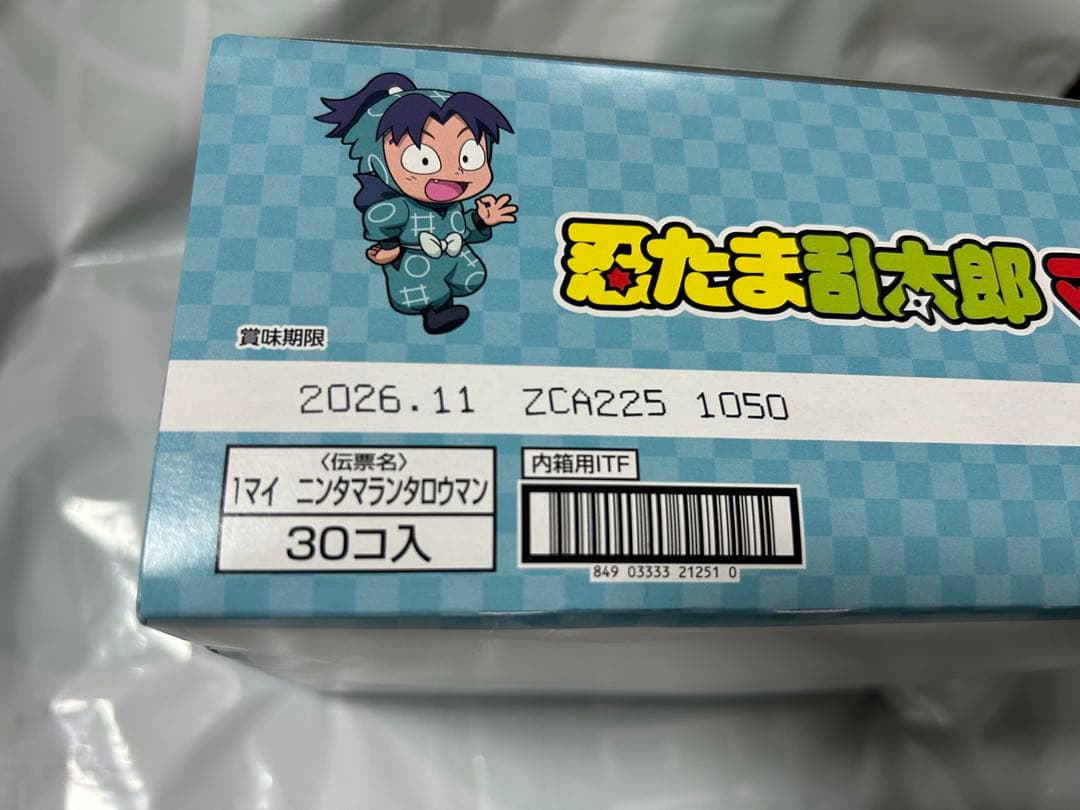 忍たま乱太郎マ
賞味期限
2026.11 ZCA225 1050
〈伝票名〉
1マイ ニンタマランタロウマン
30コ入
内箱用ITF
849 03333 21251 0